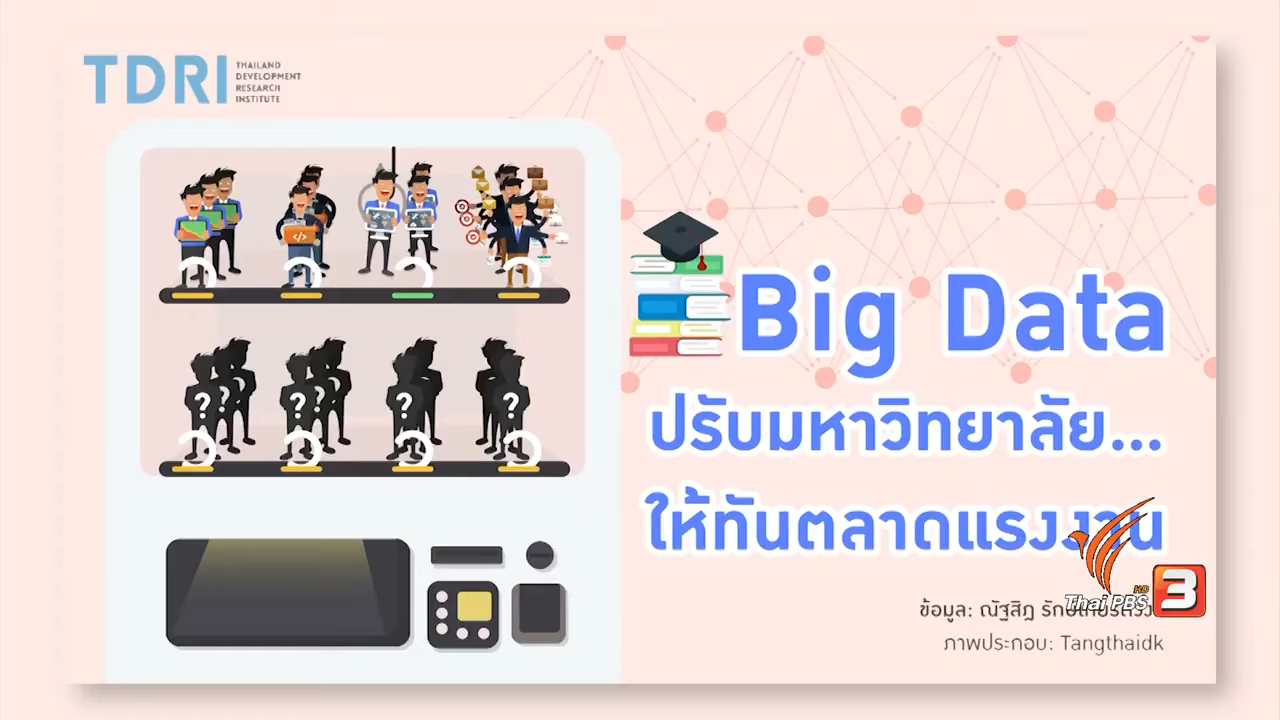 TDRI
THAILAND
DEVELOPMENT
RESEARCH
INSTITUTE
</>
? ? ? ? ? ?
Big Data
ปรับมหาวิทยาลัย...
ให้ทันตลาดแรงงาน
ข้อมูล: ณัฐสิฎ
ภาพประกอบ: Tangthaidk
HD
Thai PBS 3